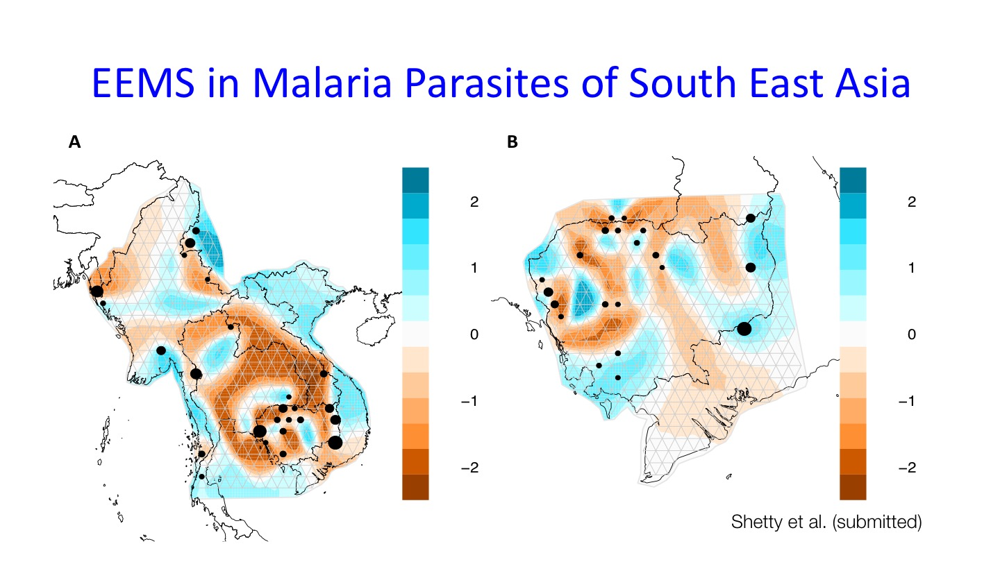 EEMS in Malaria Parasites of South East Asia
A
B
2
1
0
−1
−2
2
1
0
−1
−2
Shetty et al. (submitted)